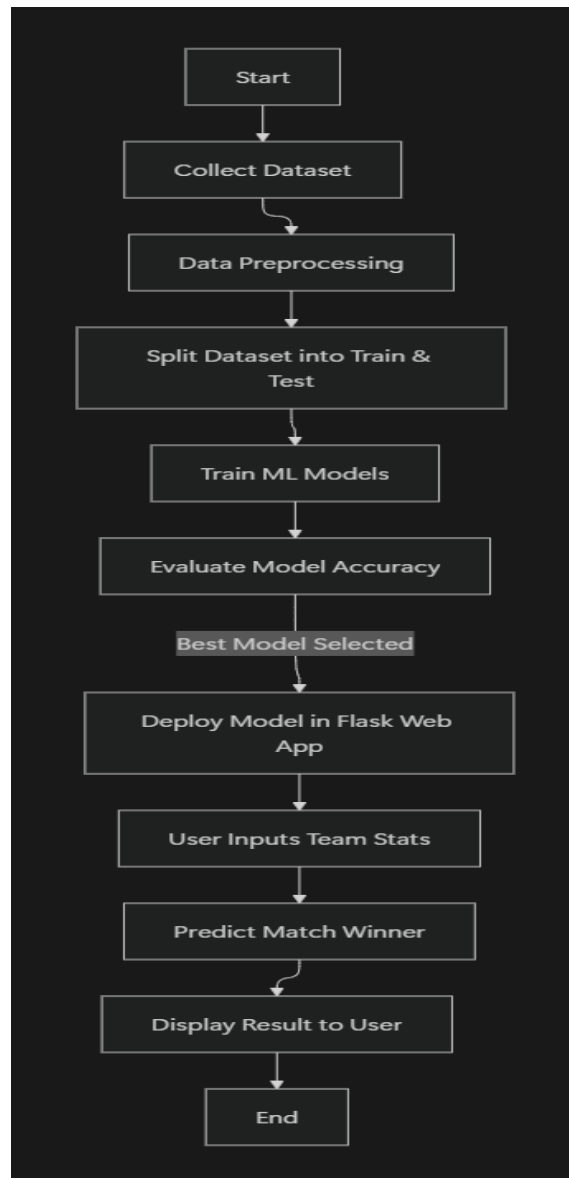 Start
Collect Dataset
Data Preprocessing
Split Dataset into Train &
Test
Train ML Models
Evaluate Model Accuracy
Best Model Selected
Deploy Model in Flask Web
App
User Inputs Team Stats
Predict Match Winner
Display Result to User
End